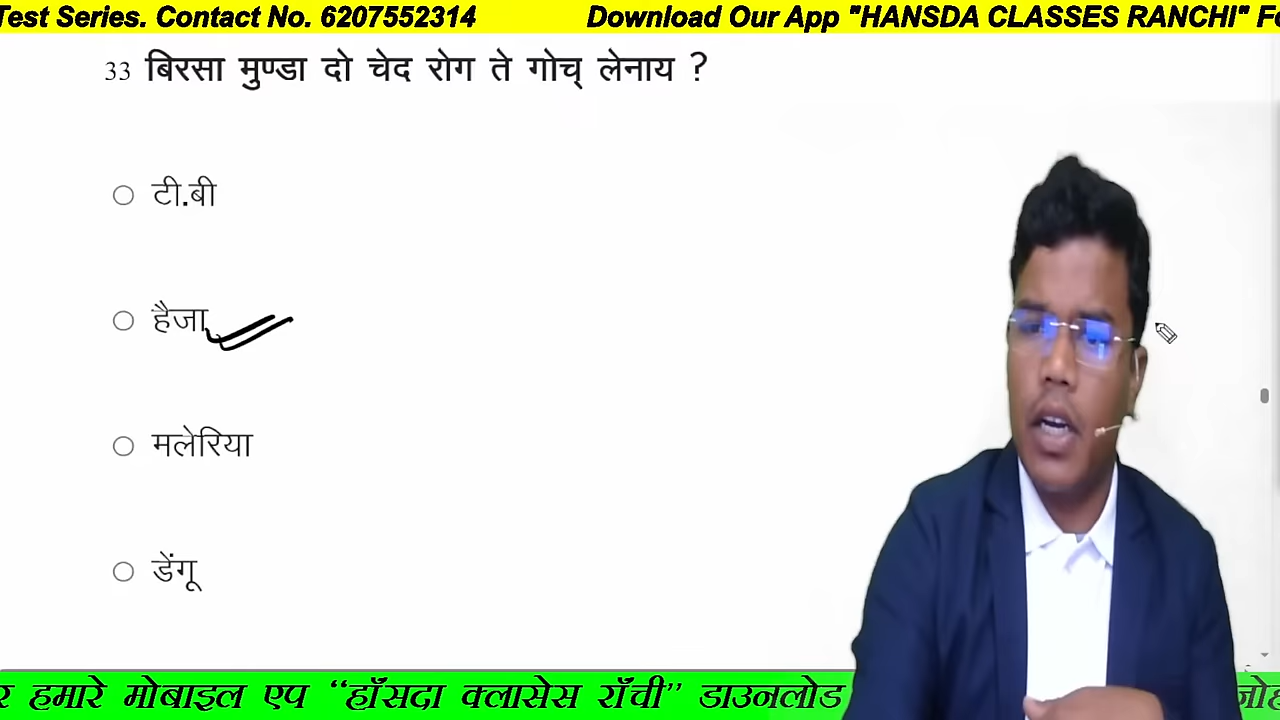 Test Series. Contact No. 6207552314 Download Our App "HANSDA CLASSES RANCHI"
33 बिरसा मुण्डा दो चेद रोग ते गोच् लेनाय ?
टी.बी
हैजा
मलेरिया
डेंगू
हमारे मोबाइल एप “हाँसदा क्लासेस राँची” डाउनलोड